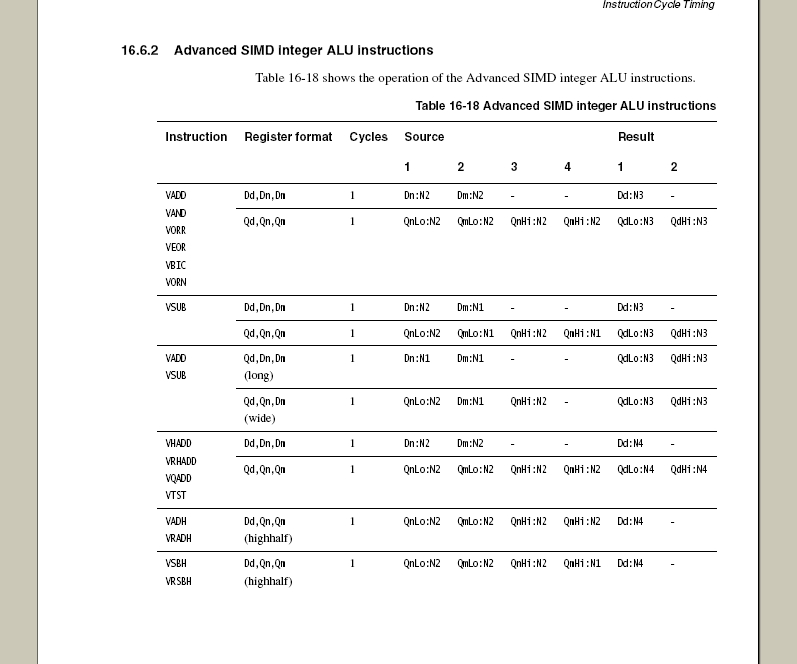 Instruction Cycle Timing
16.6.2 Advanced SIMD integer ALU instructions
Table 16-18 shows the operation of the Advanced SIMD integer ALU instructions.
Table 16-18 Advanced SIMD integer ALU instructions
Instruction Register format Cycles Source Result
1 2 3 4 1 2
VADD Dd,Dn,Dm 1 Dn:N2 Dm:N2 - - Dd:N3 -
VAND
Qd,Qn,Qm 1 QnLo:N2 QmLo:N2 QnHi:N2 QmHi:N2 QdLo:N3 QdHi:N3
VORR
VEOR
VBIC
VORN
VSUB Dd,Dn,Dm 1 Dn:N2 Dm:N1 - - Dd:N3 -
Qd,Qn,Qm 1 QnLo:N2 QmLo:N1 QnHi:N2 QmHi:N1 QdLo:N3 QdHi:N3
VADD Qd,Dn,Dm 1 Dn:N1 Dm:N1 - - QdLo:N3 QdHi:N3
VSUB (long)
Qd,Qn,Dm 1 QnLo:N2 Dm:N1 QnHi:N2 - QdLo:N3 QdHi:N3
(wide)
VHADD Dd,Dn,Dm 1 Dn:N2 Dm:N2 - - Dd:N4 -
VRHADD
Qd,Qn,Qm 1 QnLo:N2 QmLo:N2 QnHi:N2 QmHi:N2 QdLo:N4 QdHi:N4
VQADD
VTST
VADH Dd,Qn,Qm 1 QnLo:N2 QmLo:N2 QnHi:N2 QmHi:N2 Dd:N4 -
VRADH (highhalf)
VSBH Dd,Qn,Qm 1 QnLo:N2 QmLo:N2 QnHi:N2 QmHi:N1 Dd:N4 -
VRSBH (highhalf)